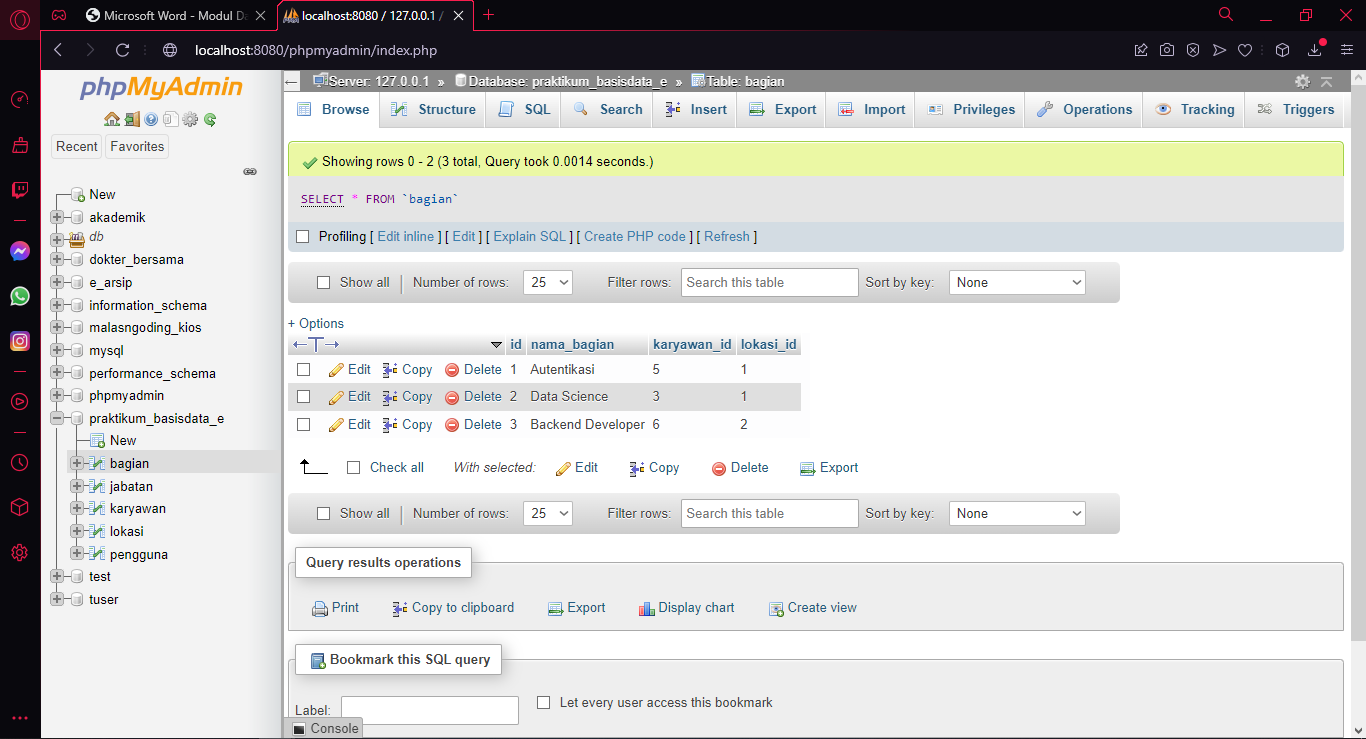 Microsoft Word - Modul Da
localhost:8080 / 127.0.0.1 /
localhost:8080/phpmyadmin/index.php
phpMyAdmin
Recent
Favorites
New
akademik
db
dokter_bersama
e_arsip
information_schema
malasngoding_kios
mysql
performance_schema
phpmyadmin
praktikum_basisdata_e
New
bagian
jabatan
karyawan
lokasi
pengguna
test
tuser
Server: 127.0.0.1 » Database: praktikum_basisdata_e » Table: bagian
Browse Structure SQL Search Insert Export Import Privileges Operations Tracking Triggers
Showing rows 0 - 2 (3 total, Query took 0.0014 seconds.)
SELECT * FROM `bagian`
Profiling [ Edit inline ] [ Edit ] [ Explain SQL ] [ Create PHP code ] [ Refresh ]
Show all | Number of rows: 25 Filter rows: Search this table Sort by key: None
+ Options
id nama_bagian karyawan_id lokasi_id
Edit Copy Delete 1 Autentikasi 5 1
Edit Copy Delete 2 Data Science 3 1
Edit Copy Delete 3 Backend Developer 6 2
Check all With selected: Edit Copy Delete Export
Show all | Number of rows: 25 Filter rows: Search this table Sort by key: None
Query results operations
Print Copy to clipboard Export Display chart Create view
Bookmark this SQL query
Label: Let every user access this bookmark
Console